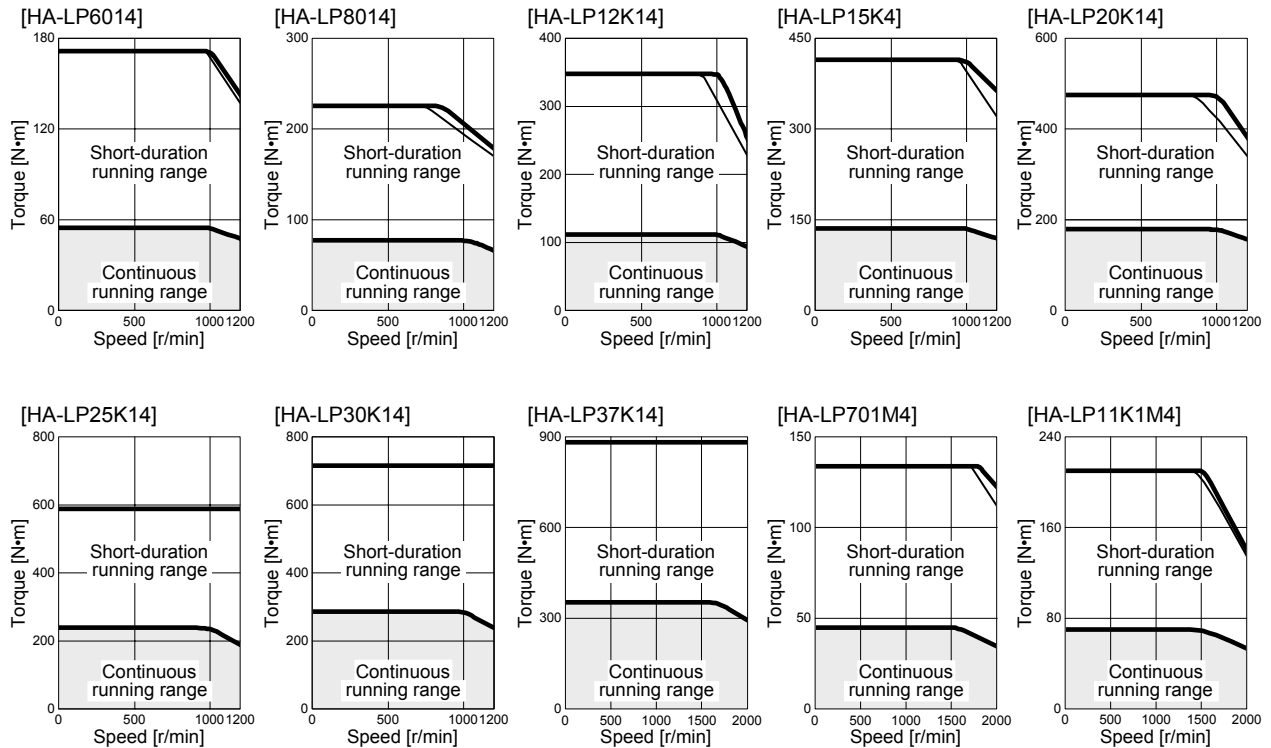 [HA-LP6014]
180
120
60
0
Torque [N•m]
Short-duration
running range
Continuous
running range
0 500 1000 1200
Speed [r/min]
[HA-LP8014]
300
200
100
0
Torque [N•m]
Short-duration
running range
Continuous
running range
0 500 1000 1200
Speed [r/min]
[HA-LP12K14]
400
300
400
100
0
Torque [N•m]
Short-duration
running range
Continuous
running range
0 500 1000 1200
Speed [r/min]
[HA-LP15K4]
450
300
150
0
Torque [N•m]
Short-duration
running range
Continuous
running range
0 500 1000 1200
Speed [r/min]
[HA-LP20K14]
600
400
200
0
Torque [N•m]
Short-duration
running range
Continuous
running range
0 500 1000 1200
Speed [r/min]
[HA-LP25K14]
800
600
400
200
0
Torque [N•m]
Short-duration
running range
Continuous
running range
0 500 1000 1200
Speed [r/min]
[HA-LP30K14]
800
600
400
200
0
Torque [N•m]
Short-duration
running range
Continuous
running range
0 500 1000 1200
Speed [r/min]
[HA-LP37K14]
900
600
300
0
Torque [N•m]
Short-duration
running range
Continuous
running range
0 500 1000 1500 2000
Speed [r/min]
[HA-LP701M4]
150
100
50
0
Torque [N•m]
Short-duration
running range
Continuous
running range
0 500 1000 1500 2000
Speed [r/min]
[HA-LP11K1M4]
240
160
80
0
Torque [N•m]
Short-duration
running range
Continuous
running range
0 500 1000 1500 2000
Speed [r/min]